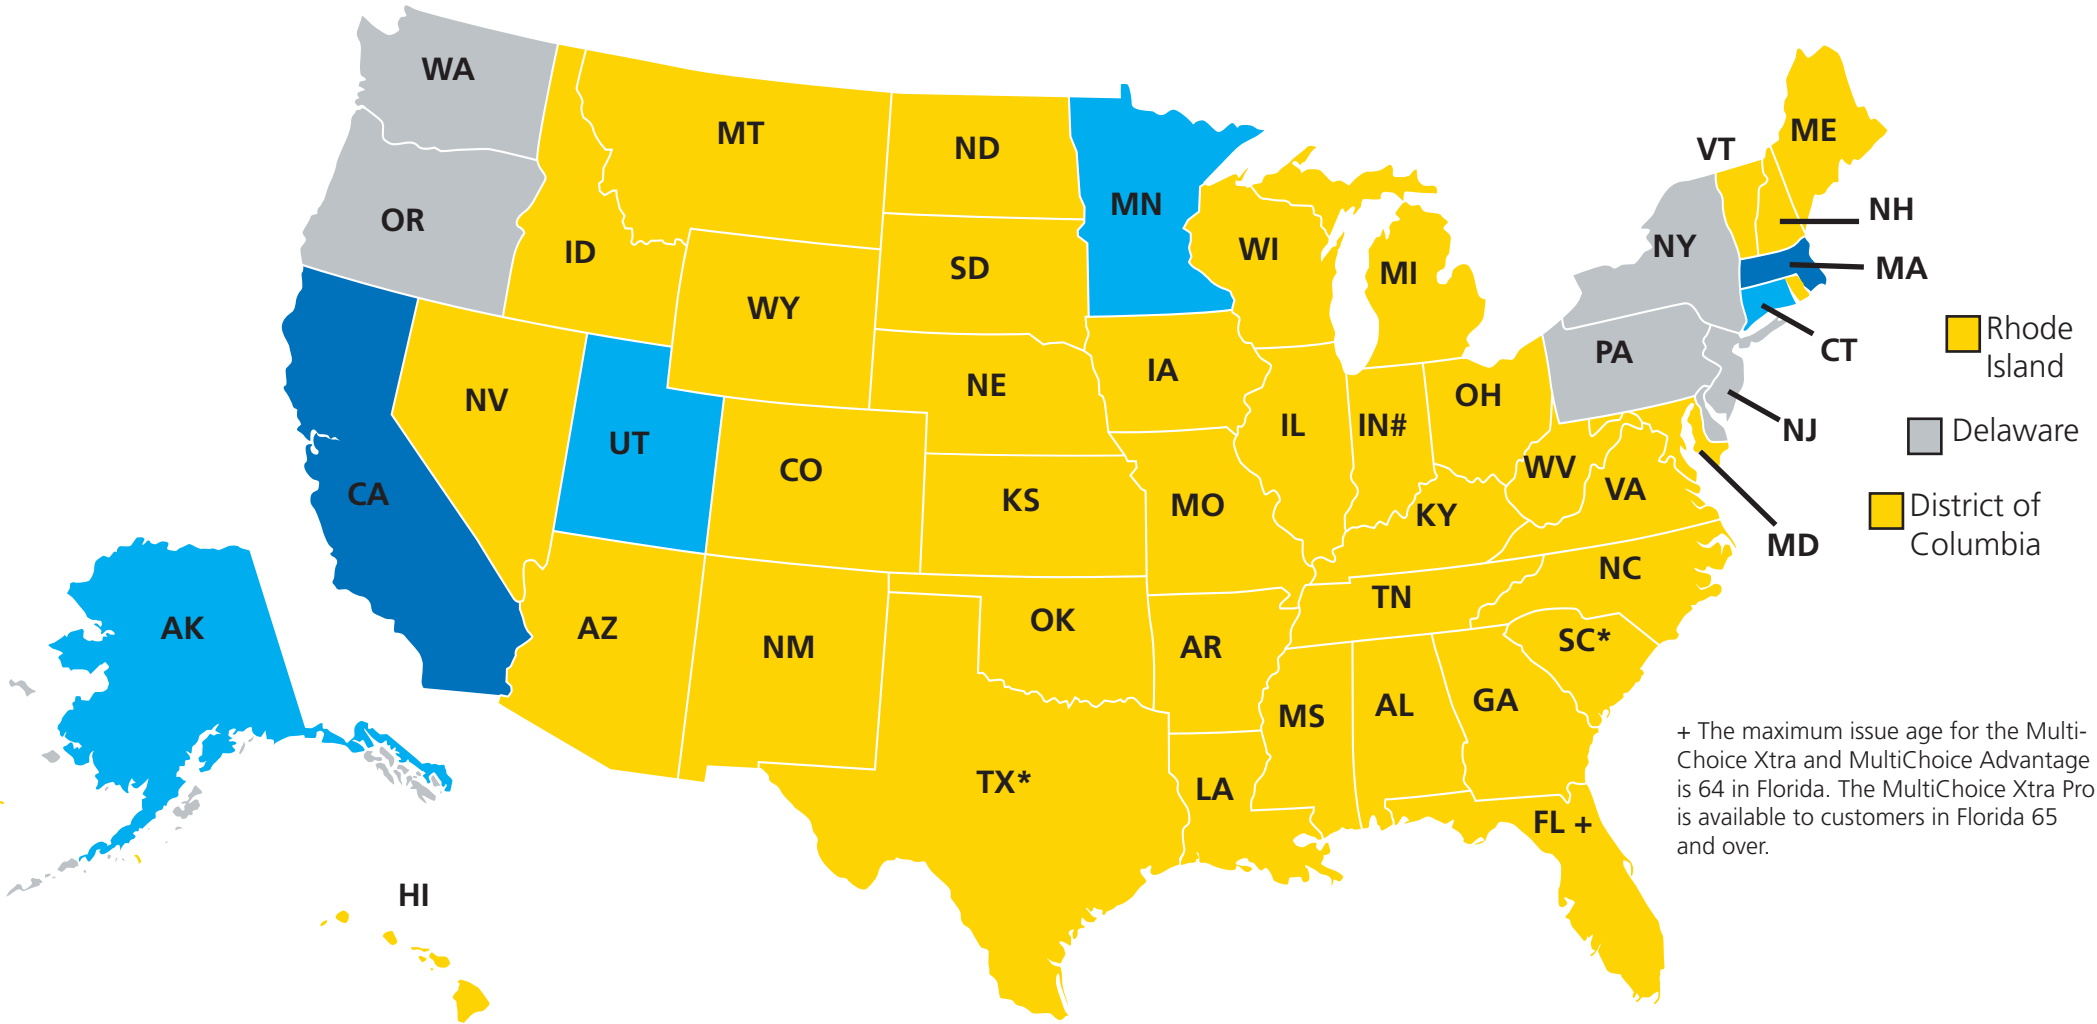 WA
MT
ND
MN
VT
ME
OR
ID
SD
WI
MI
NY
NH
MA
WY
NV
NE
IA
PA
CT
Rhode
Island
UT
CO
KS
MO
IL
IN#
OH
WV
VA
KY
NJ
Delaware
CA
MD
District of
Columbia
AK
AZ
NM
OK
AR
TN
NC
SC*
MS
AL
GA
TX*
LA
FL +
HI
+ The maximum issue age for the Multi-
Choice Xtra and MultiChoice Advantage
is 64 in Florida. The MultiChoice Xtra Pro
is available to customers in Florida 65
and over.